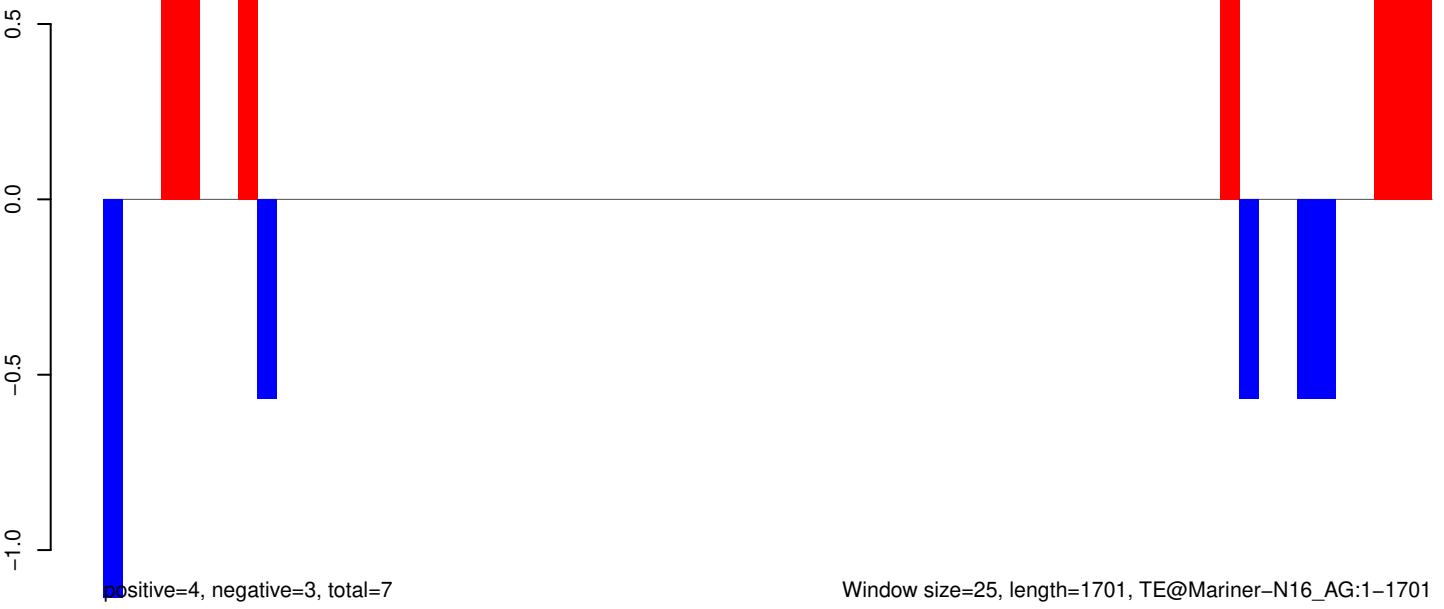 0.5
0.0
−0.5
−1.0
positive=4, negative=3, total=7
Window size=25, length=1701, TE@Mariner−N16_AG:1−1701